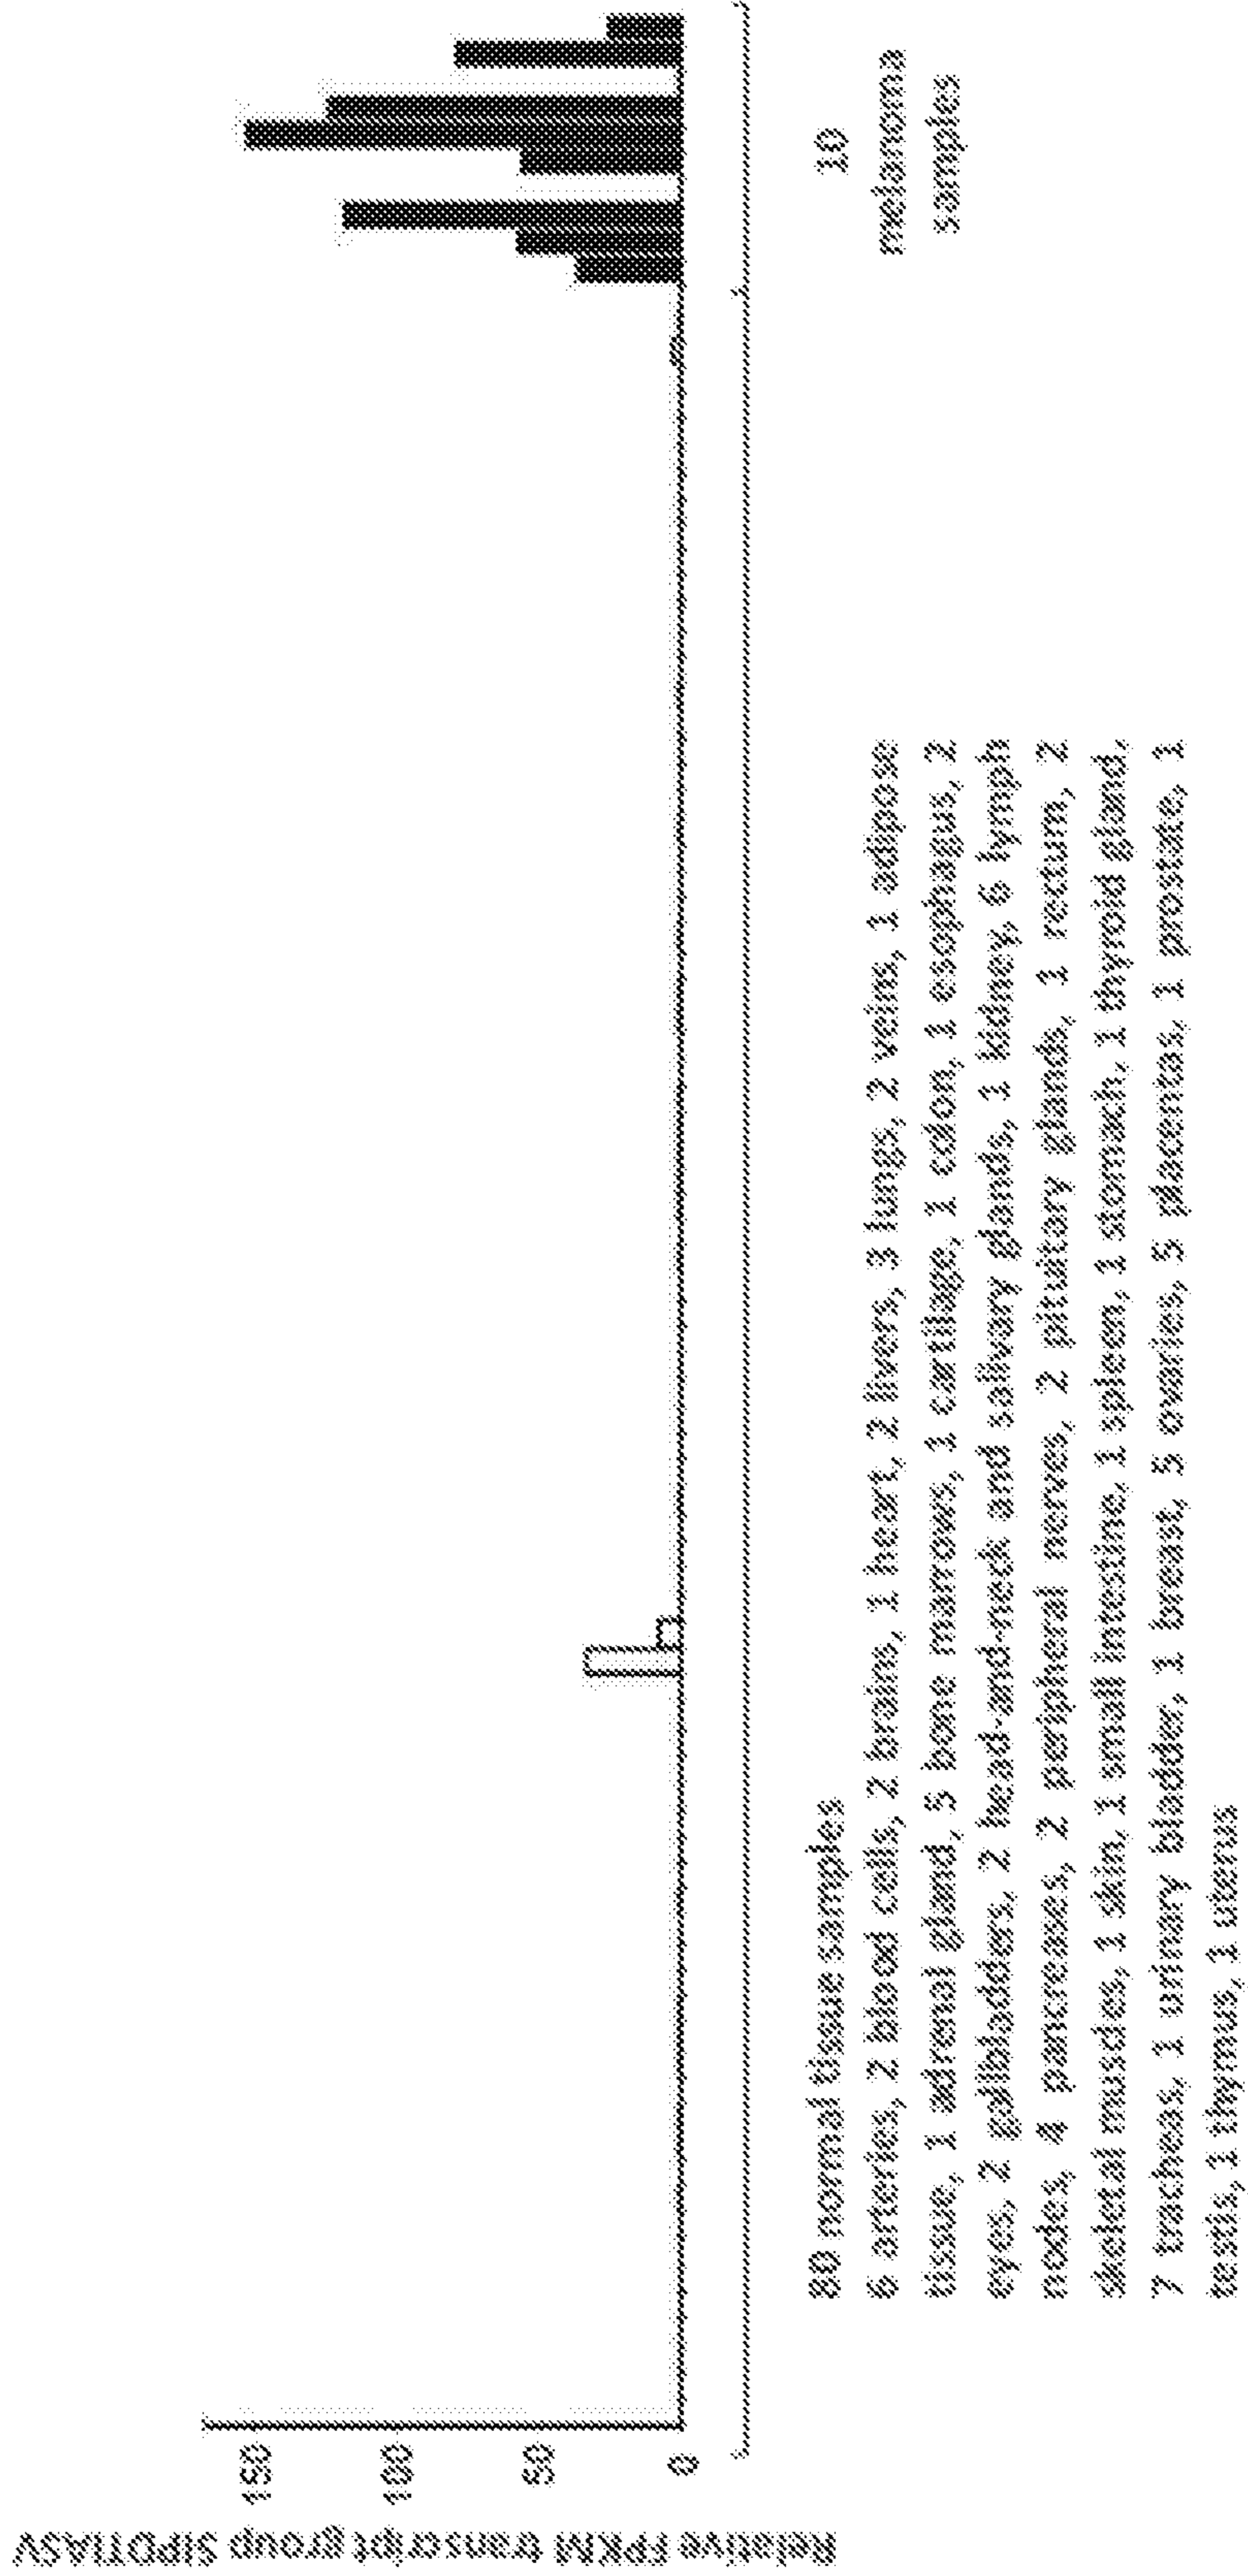 Relative FPKM transcript group SIPDTIASV
150
100
50
0
80 normal tissue samples
6 arteries, 2 blood cells, 2 brains, 1 heart, 2 livers, 3 lungs, 2 veins, 1 adipose
tissue, 1 adrenal gland, 5 bone marrows, 1 cartilage, 1 colon, 1 esophagus, 2
eyes, 2 gallbladders, 2 head-and-neck and salivary glands, 1 kidney, 6 lymph
nodes, 4 pancreases, 2 peripheral nerves, 2 pituitary glands, 1 rectum, 2
skeletal muscles, 1 skin, 1 small intestine, 1 spleen, 1 stomach, 1 thyroid gland,
7 tracheas, 1 urinary bladder, 1 breast, 5 ovaries, 5 placentas, 1 prostate, 1
testis, 1 thymus, 1 uterus
10
melanoma
samples